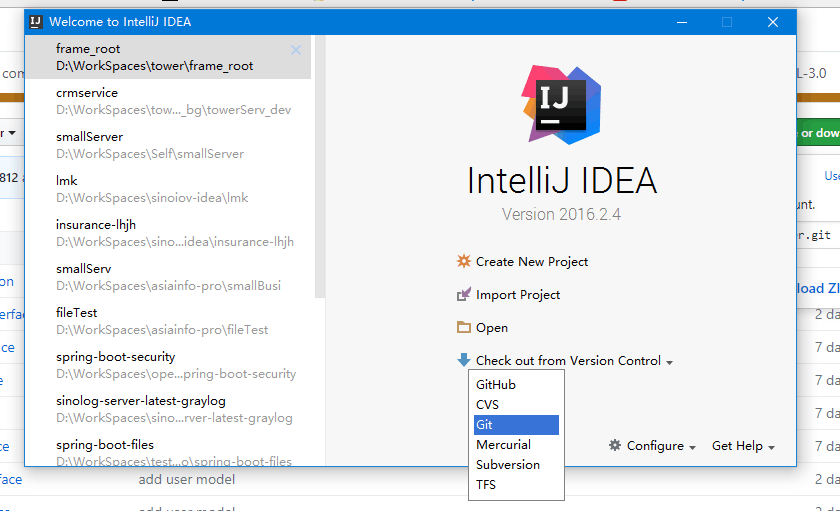 Welcome to IntelliJ IDEA
frame_root
D:\WorkSpaces\tower\frame_root
crmservice
D:\WorkSpaces\tow..._bg\towerServ_dev
smallServer
D:\WorkSpaces\Self\smallServer
lmk
D:\WorkSpaces\sinoiov-idea\lmk
insurance-lhjh
D:\WorkSpaces\sino...idea\insurance-lhjh
smallServ
D:\WorkSpaces\asiainfo-pro\smallBusi
fileTest
D:\WorkSpaces\asiainfo-pro\fileTest
spring-boot-security
D:\WorkSpaces\ope...pring-boot-security
sinolog-server-latest-graylog
D:\WorkSpaces\sino...rver-latest-graylog
spring-boot-files
D:\WorkSpaces\test...o\spring-boot-files
IJ
IntelliJ IDEA
Version 2016.2.4
Create New Project
Import Project
Open
Check out from Version Control
GitHub
CVS
Git
Mercurial
Subversion
TFS
Configure
Get Help
com
L-3.0
r
e or dow
812
Use
unt.
er.git
load ZI
on
erfac
ce
e
ce
face
add user model
2 da
7 da
7 da
7 da
7 da
2 da
add user model
2 da